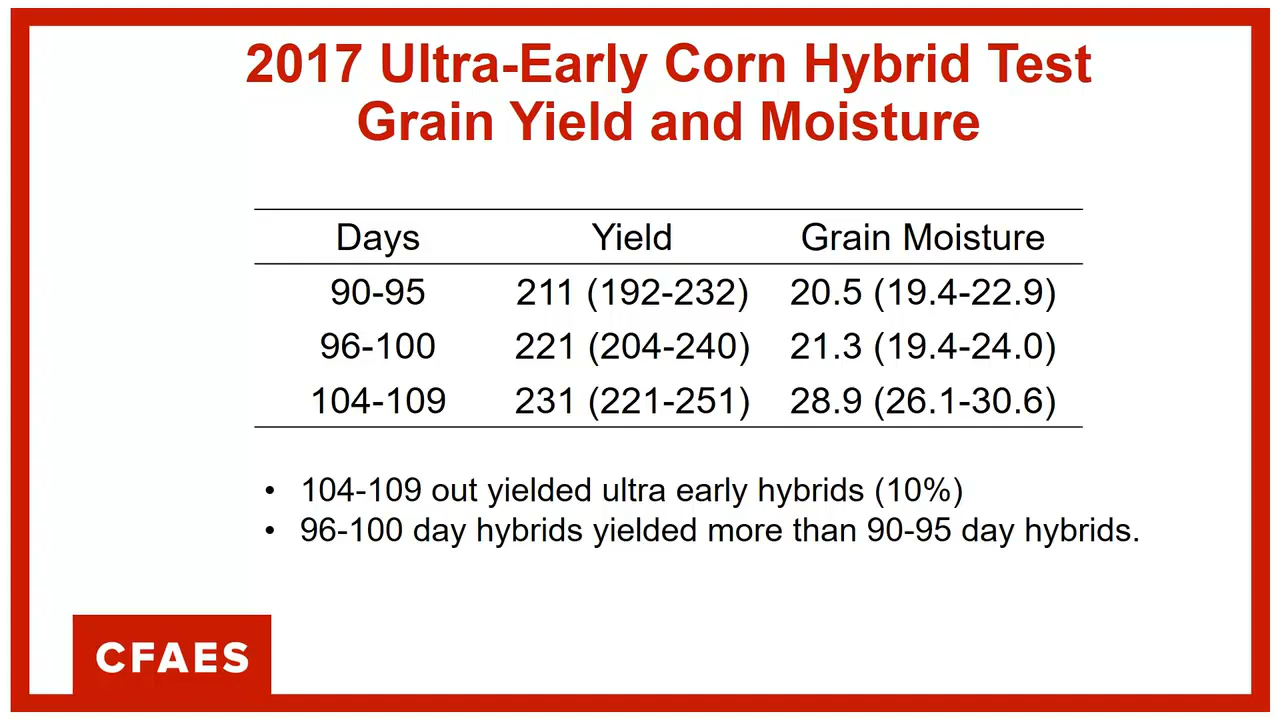 2017 Ultra-Early Corn Hybrid Test
Grain Yield and Moisture
Days Yield Grain Moisture
90-95 211 (192-232) 20.5 (19.4-22.9)
96-100 221 (204-240) 21.3 (19.4-24.0)
104-109 231 (221-251) 28.9 (26.1-30.6)
• 104-109 out yielded ultra early hybrids (10%)
• 96-100 day hybrids yielded more than 90-95 day hybrids.
CFAES